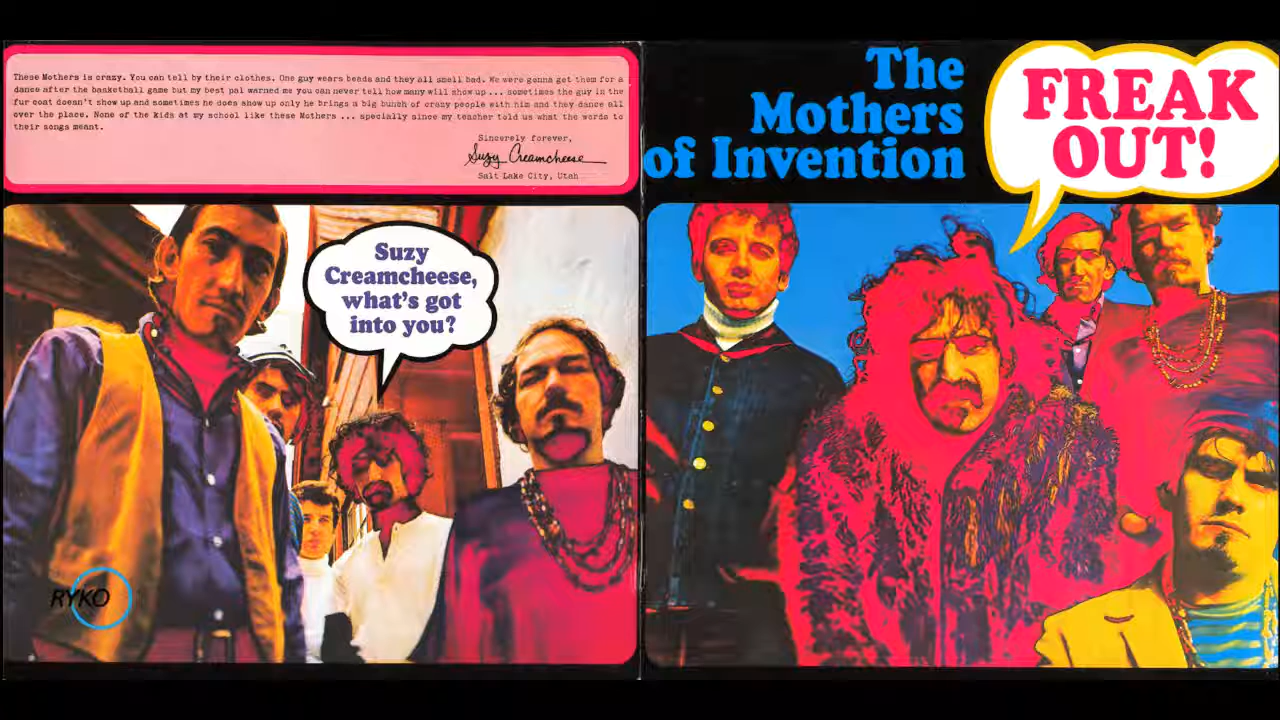 These Mothers is crazy. You can tell by their clothes. One guy wears beads and they all smell bad. We were gonna get them for a
dance after the basketball game but my best pal warned me you can never tell how many will show up ... sometimes the guy in the
fur coat doesn't show up and sometimes he does show up only he brings a big bunch of crazy people with him and they dance all
over the place. None of the kids at my school like these Mothers ... specially since my teacher told us what the words to
their songs meant.
Sincerely forever,
Suzy Creamcheese
Salt Lake City, Utah
Suzy
Creamcheese,
what's got
into you?
RYKO
The
Mothers
of Invention
FREAK
OUT!